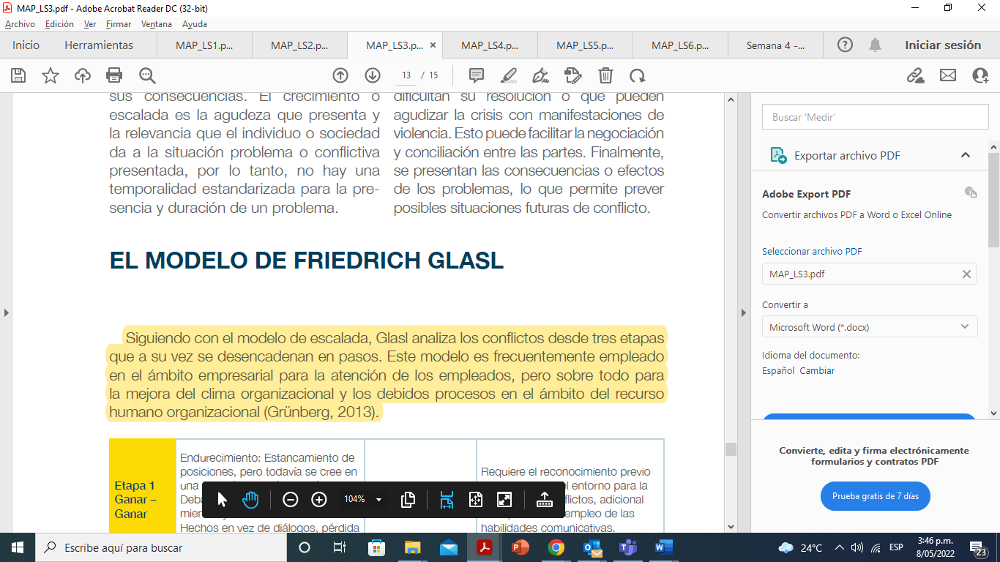 MAP_LS3.pdf - Adobe Acrobat Reader DC (32-bit)
Archivo Edición Ver Firmar Ventana Ayuda
Inicio Herramientas MAP_LS1.p... MAP_LS2.p... MAP_LS3.p... MAP_LS4.p... MAP_LS5.p... MAP_LS6.p... Semana 4 -... Iniciar sesión
13 / 15
sus consecuencias. El crecimiento o
escalada es la agudeza que presenta y
la relevancia que el individuo o sociedad
da a la situación problema o conflictiva
presentada, por lo tanto, no hay una
temporalidad estandarizada para la pre-
sencia y duración de un problema.
dificultan su resolución o que pueden
agudizar la crisis con manifestaciones de
violencia. Esto puede facilitar la negociación
y conciliación entre las partes. Finalmente,
se presentan las consecuencias o efectos
de los problemas, lo que permite prever
posibles situaciones futuras de conflicto.
EL MODELO DE FRIEDRICH GLASL
Siguiendo con el modelo de escalada, Glasl analiza los conflictos desde tres etapas
que a su vez se desencadenan en pasos. Este modelo es frecuentemente empleado
en el ámbito empresarial para la atención de los empleados, pero sobre todo para
la mejora del clima organizacional y los debidos procesos en el ámbito del recurso
humano organizacional (Grünberg, 2013).
Etapa 1
Ganar –
Ganar
Endurecimiento: Estancamiento de
posiciones, pero todavía se cree en
una
Hechos en vez de diálogos, pérdida
Requiere el reconocimiento previo
el entorno para la
adicional
empleo de las
habilidades comunicativas.
104%
Buscar 'Medir'
Exportar archivo PDF
Adobe Export PDF
Convertir archivos PDF a Word o Excel Online
Seleccionar archivo PDF
MAP_LS3.pdf
Convertir a
Microsoft Word (*.docx)
Idioma del documento:
Español Cambiar
Convierte, edita y firma electrónicamente
formularios y contratos PDF
Prueba gratis de 7 días
Escribe aquí para buscar
24°C
ESP
3:46 p.m.
8/05/2022
23